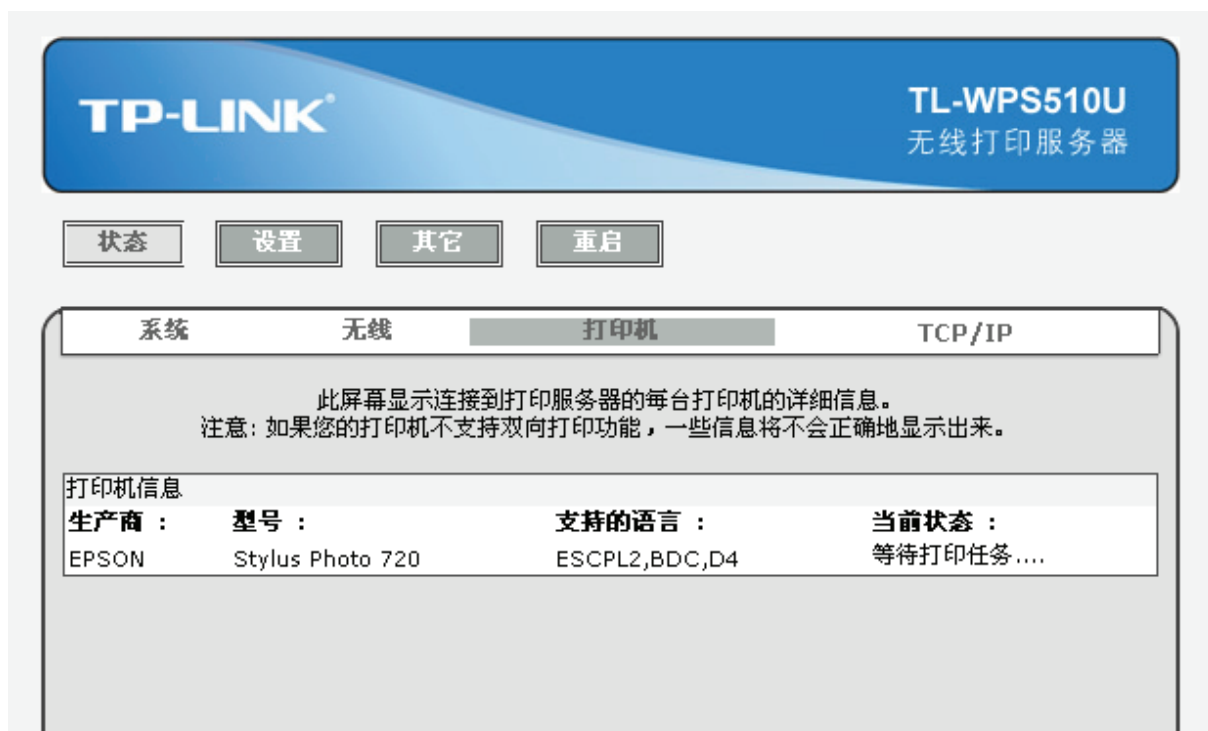 TP-LINK®
TL-WPS510U
无线打印服务器
状态 设置 其它 重启
系统 无线 打印机 TCP/IP
此屏幕显示连接到打印服务器的每台打印机的详细信息。
注意: 如果您的打印机不支持双向打印功能，一些信息将不会正确地显示出来。
打印机信息
生产商 : 型号 : 支持的语言 : 当前状态 :
EPSON Stylus Photo 720 ESCPL2,BDC,D4 等待打印任务....